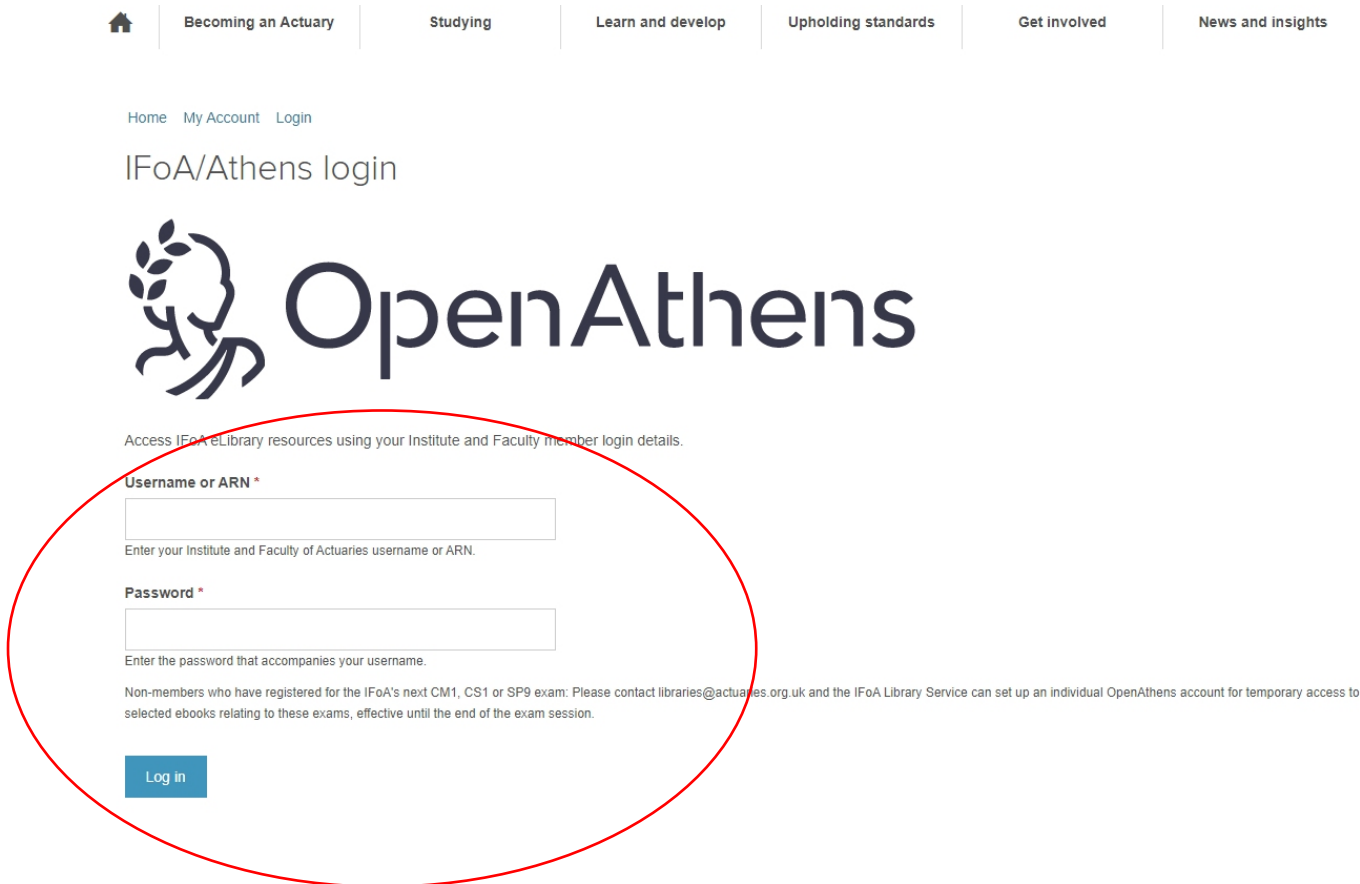 Becoming an Actuary Studying Learn and develop Upholding standards Get involved News and insights
Home My Account Login
IFoA/Athens login
OpenAthens
Access IFoA eLibrary resources using your Institute and Faculty member login details.
Username or ARN *
Enter your Institute and Faculty of Actuaries username or ARN.
Password *
Enter the password that accompanies your username.
Non-members who have registered for the IFoA's next CM1, CS1 or SP9 exam: Please contact libraries@actuaries.org.uk and the IFoA Library Service can set up an individual OpenAthens account for temporary access to
selected ebooks relating to these exams, effective until the end of the exam session.
Log in